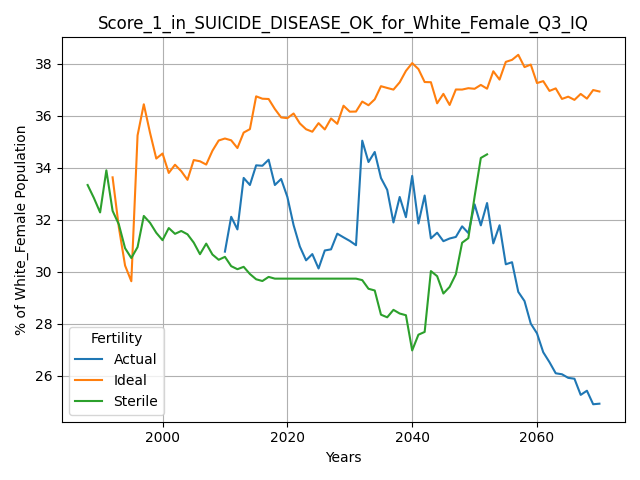 Score_1_in_SUICIDE_DISEASE_OK_for_White_Female_Q3_IQ
% of White_Female Population
38
36
34
32
30
28
26
Fertility
Actual
Ideal
Sterile
2000
2020
2040
2060
Years